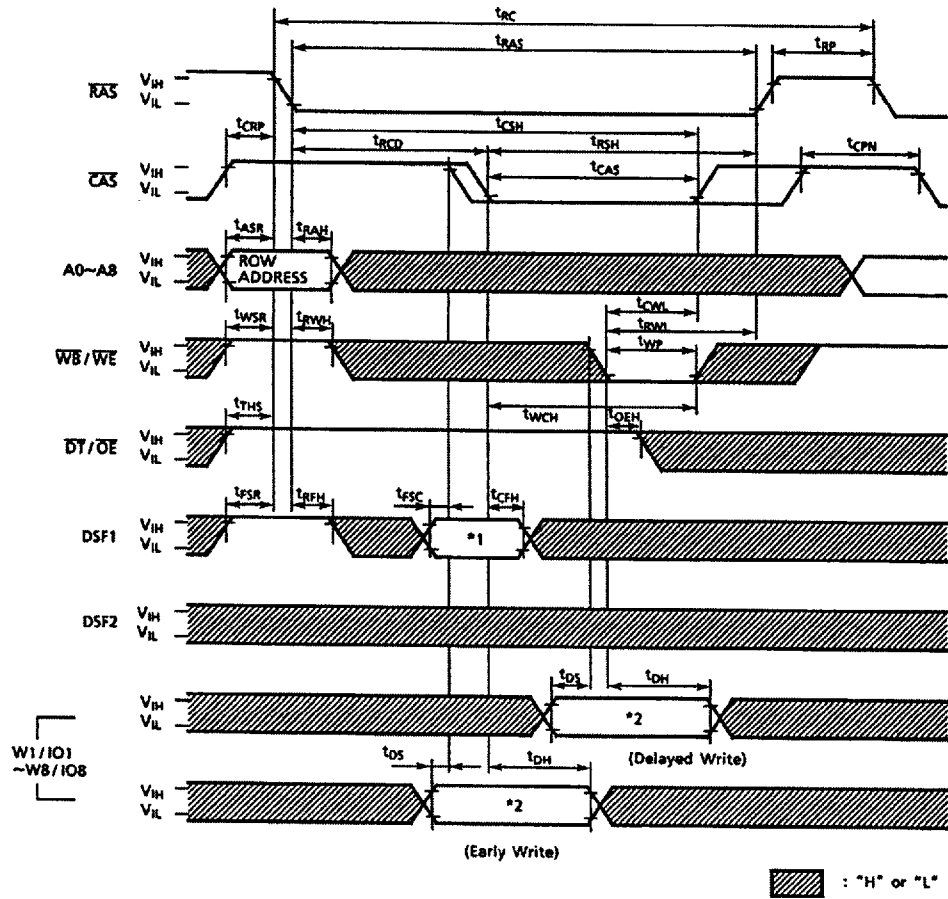 tRC
tRAS
tRP
RAS
VIH
VIL
tCRP
tCSH
tRCD
tRSH
tCPN
CAS
VIH
VIL
tCAS
tASR
tRAH
A0~A8
VIH
VIL
ROW
ADDRESS
tCWL
tWSR
tRWH
tRWL
WB/WE
VIH
VIL
tWP
tWCH
tOEH
tTHS
DT/OE
VIH
VIL
tFSR
tRFH
tFSC
tCFH
DSF1
VIH
VIL
*1
DSF2
VIH
VIL
tDS
tDH
VIH
VIL
*2
(Delayed Write)
W1/IO1
~W8/IO8
tDS
tDH
VIH
VIL
*2
(Early Write)
: "H" or "L"